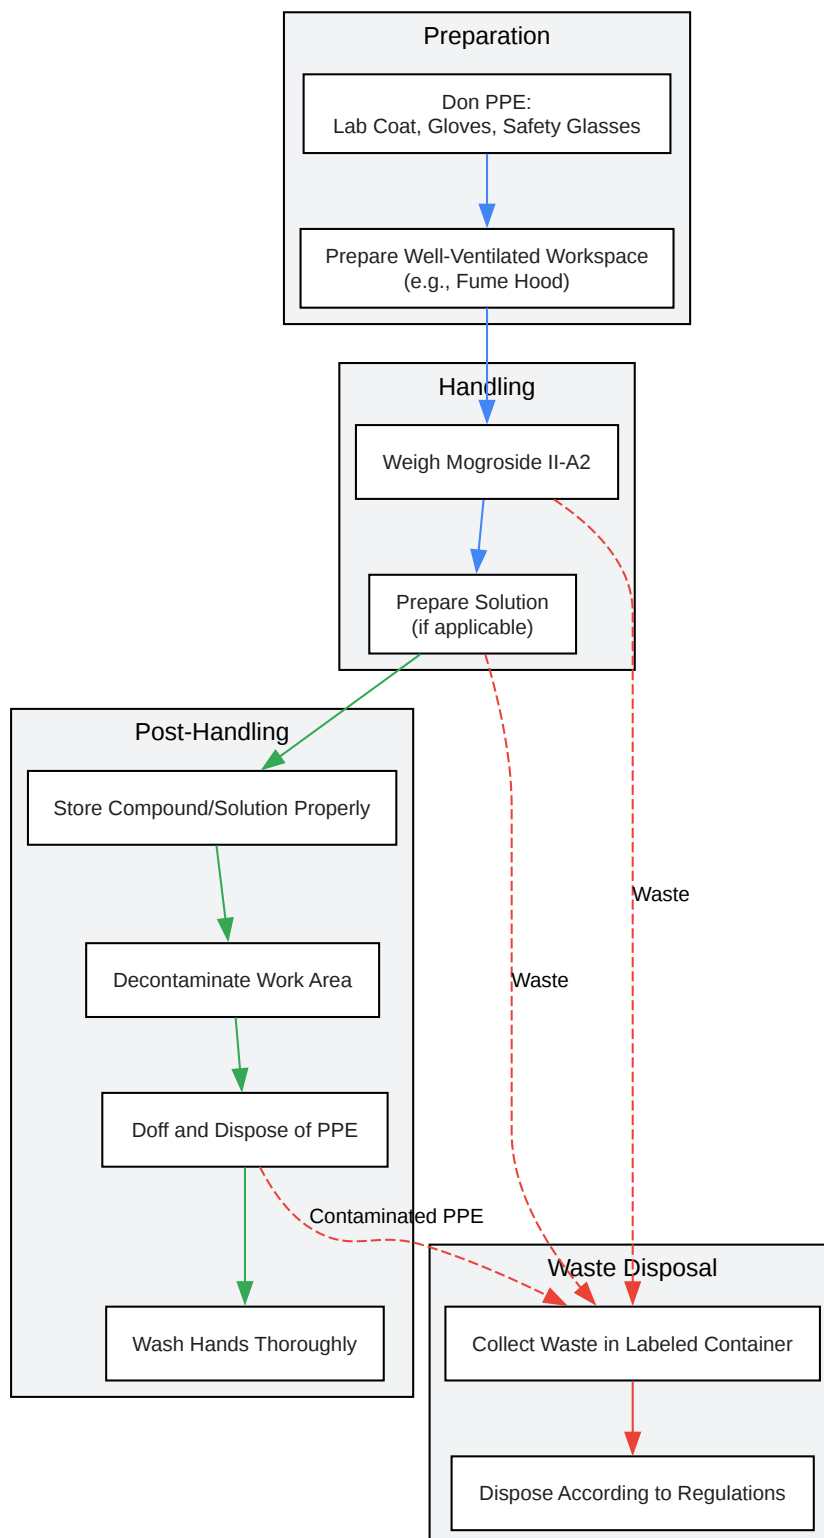 Preparation
Don PPE:
Lab Coat, Gloves, Safety Glasses
Prepare Well-Ventilated Workspace
(e.g., Fume Hood)
Handling
Weigh Mogroside II-A2
Prepare Solution
(if applicable)
Post-Handling
Store Compound/Solution Properly
Waste
Decontaminate Work Area
Waste
Doff and Dispose of PPE
Contaminated PPE
Waste Disposal
Wash Hands Thoroughly
Collect Waste in Labeled Container
Dispose According to Regulations